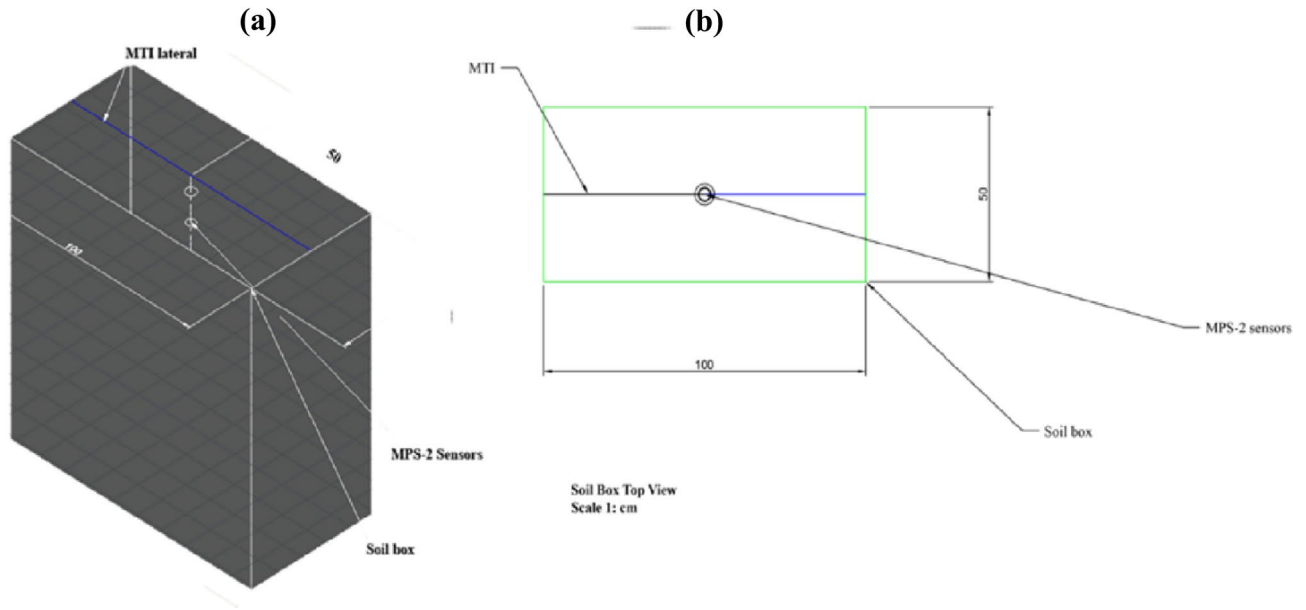 (a)
MTI lateral
50
100
MPS-2 Sensors
Soil box
(b)
MTI
50
100
MPS-2 sensors
Soil box
Soil Box Top View
Scale 1: cm